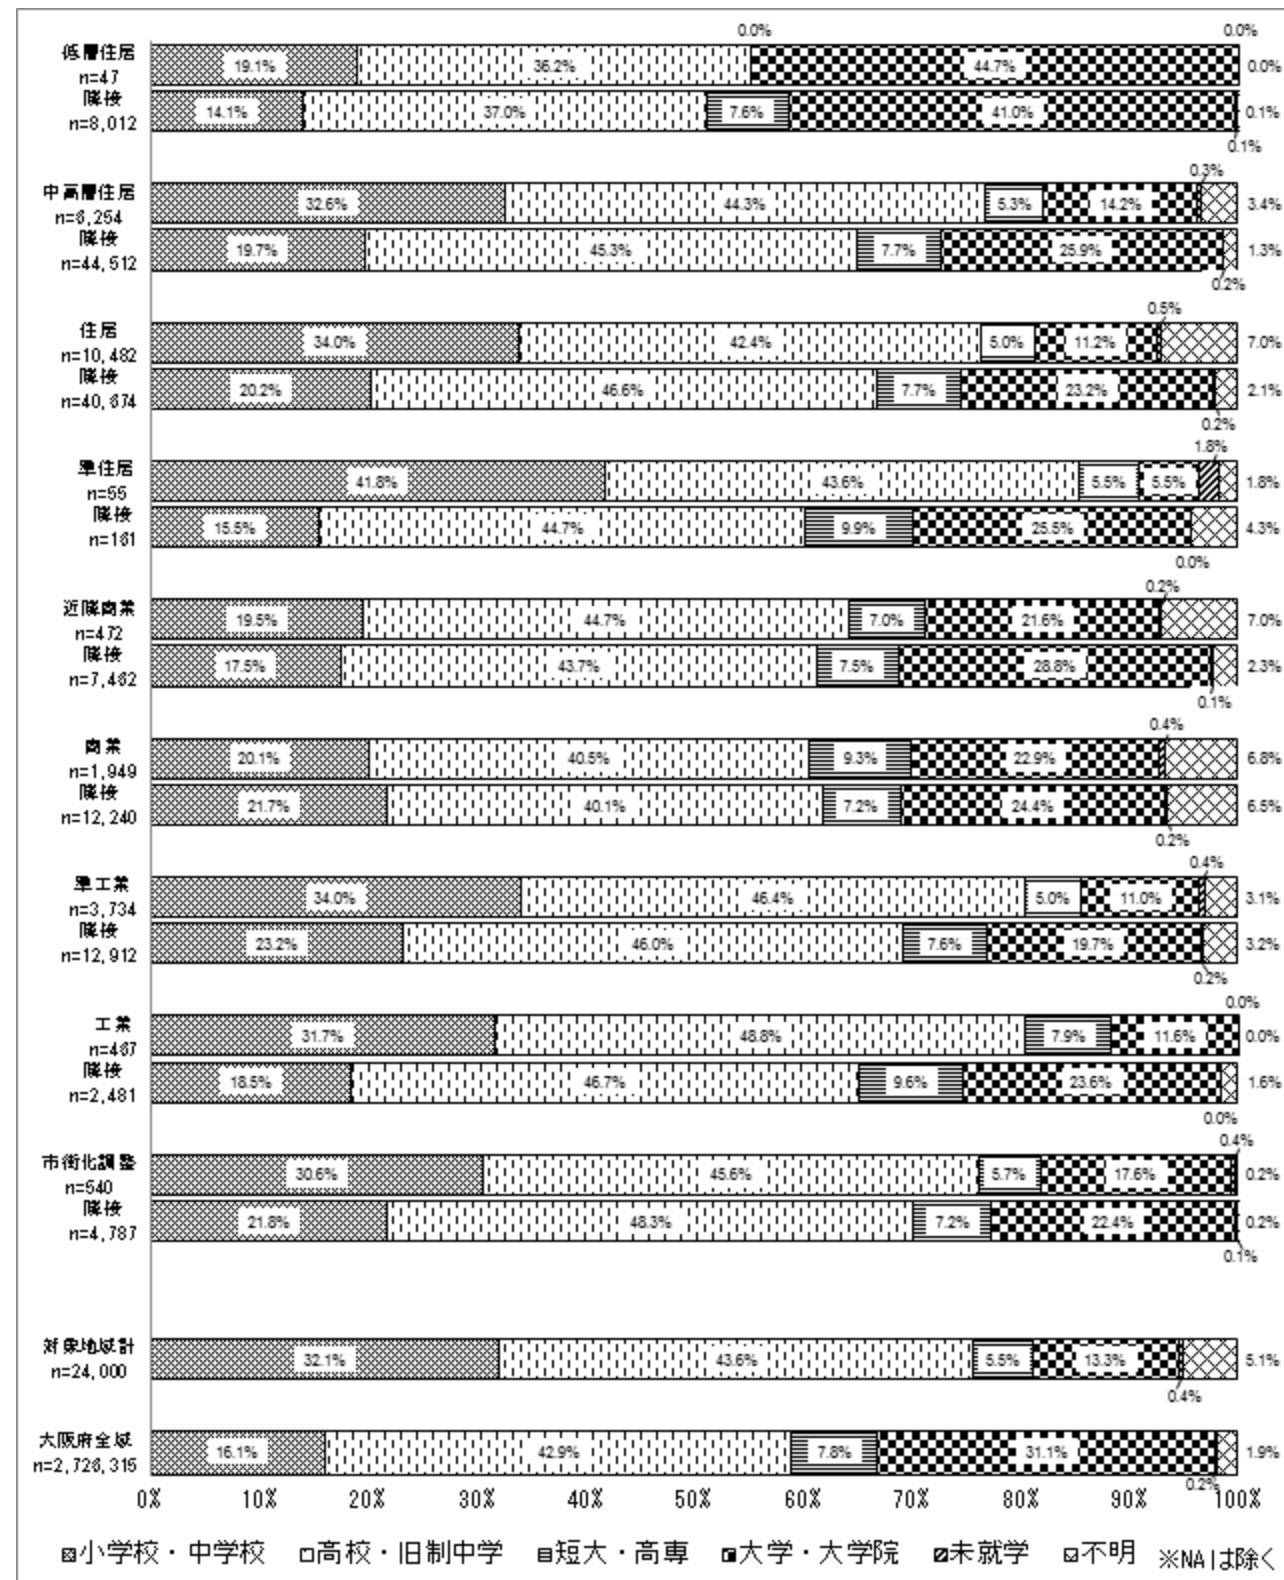 0.0% 0.0%
低層住居 19.1% 36.2% 44.7% 0.0%
n=47
隣接 14.1% 37.0% 7.6% 41.0% 0.1%
n=8,012
0.1%
0.3%
中高層住居 32.6% 44.3% 5.3% 14.2% 3.4%
n=6,254
隣接 19.7% 45.3% 7.7% 25.9% 1.3%
n=44,512
0.2%
0.5%
住居 34.0% 42.4% 5.0% 11.2% 7.0%
n=10,482
隣接 20.2% 46.6% 7.7% 23.2% 2.1%
n=40,674
0.2%
1.8%
準住居 41.8% 43.6% 5.5% 5.5% 1.8%
n=55
隣接 15.5% 44.7% 9.9% 25.5% 4.3%
n=161
0.0%
0.2%
近隣商業 19.5% 44.7% 7.0% 21.6% 7.0%
n=472
隣接 17.5% 43.7% 7.5% 28.8% 2.3%
n=7,462
0.1%
0.4%
商業 20.1% 40.5% 9.3% 22.9% 6.8%
n=1,949
隣接 21.7% 40.1% 7.2% 24.4% 6.5%
n=12,240
0.2%
0.4%
準工業 34.0% 46.4% 5.0% 11.0% 3.1%
n=3,734
隣接 23.2% 46.0% 7.6% 19.7% 3.2%
n=12,912
0.2%
0.0%
工業 31.7% 48.8% 7.9% 11.6% 0.0%
n=467
隣接 18.5% 46.7% 9.6% 23.6% 1.6%
n=2,481
0.0%
0.4%
市街化調整 30.6% 45.6% 5.7% 17.6% 0.2%
n=540
隣接 21.8% 48.3% 7.2% 22.4% 0.2%
n=4,787
0.1%
対象地域計 32.1% 43.6% 5.5% 13.3% 5.1%
n=24,000
0.4%
大阪府全域 16.1% 42.9% 7.8% 31.1% 1.9%
n=2,726,315
0.2%
0% 10% 20% 30% 40% 50% 60% 70% 80% 90% 100%
小学校・中学校 高校・旧制中学 短大・高専 大学・大学院 未就学 不明 ※NAは除く